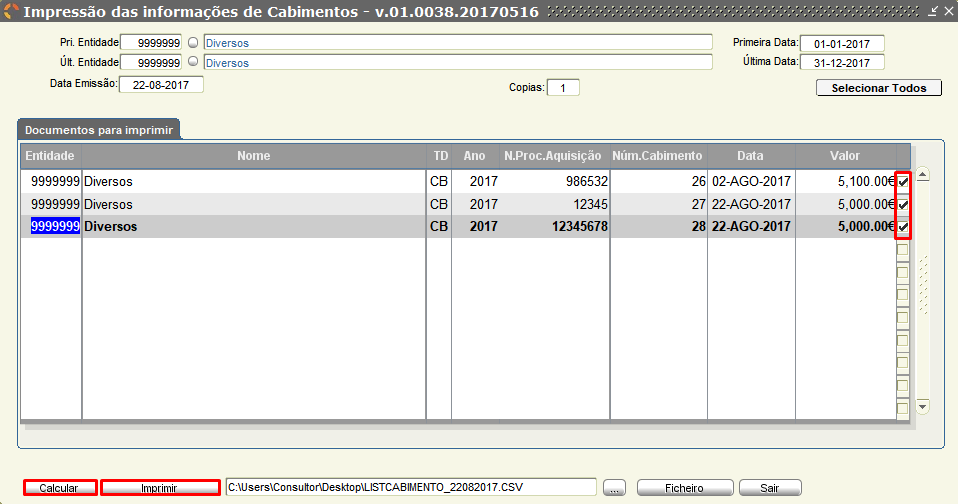 Impressão das informações de Cabimentos - v.01.0038.20170516
Pri. Entidade 9999999 Diversos Primeira Data: 01-01-2017
Últ. Entidade 9999999 Diversos Última Data: 31-12-2017
Data Emissão: 22-08-2017 Copias: 1 Selecionar Todos
Documentos para imprimir
Entidade Nome TD Ano N.Proc.Aquisição Núm.Cabimento Data Valor
9999999 Diversos CB 2017 986532 26 02-AGO-2017 5,100.00€
9999999 Diversos CB 2017 12345 27 22-AGO-2017 5,000.00€
9999999 Diversos CB 2017 12345678 28 22-AGO-2017 5,000.00€
Calcular Imprimir C:\Users\Consultor\Desktop\LISTCABIMENTO_22082017.CSV ... Ficheiro Sair